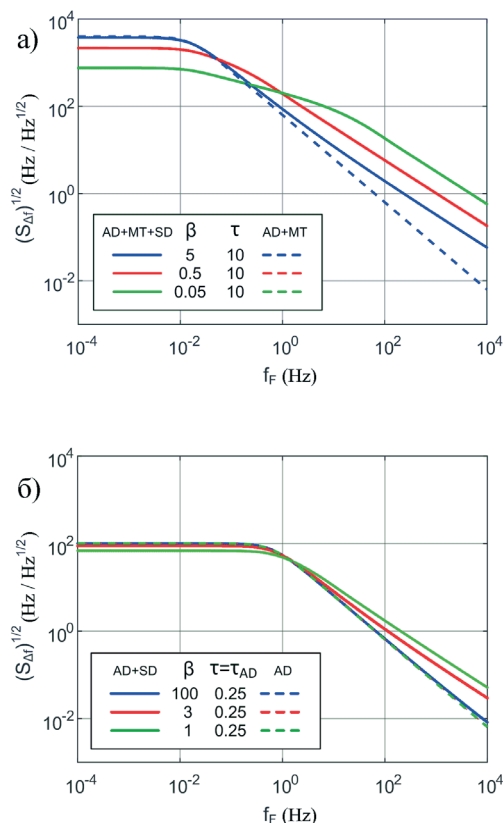 а)
10^4
10^2
10^0
10^-2
(S_Δf)^1/2 (Hz / Hz^1/2)
AD+MT+SD β τ AD+MT
5 10
0.5 10
0.05 10
10^-4 10^-2 10^0 10^2 10^4
f_F (Hz)
б)
10^4
10^2
10^0
10^-2
(S_Δf)^1/2 (Hz / Hz^1/2)
AD+SD β τ=τ_AD AD
100 0.25
3 0.25
1 0.25
10^-4 10^-2 10^0 10^2 10^4
f_F (Hz)